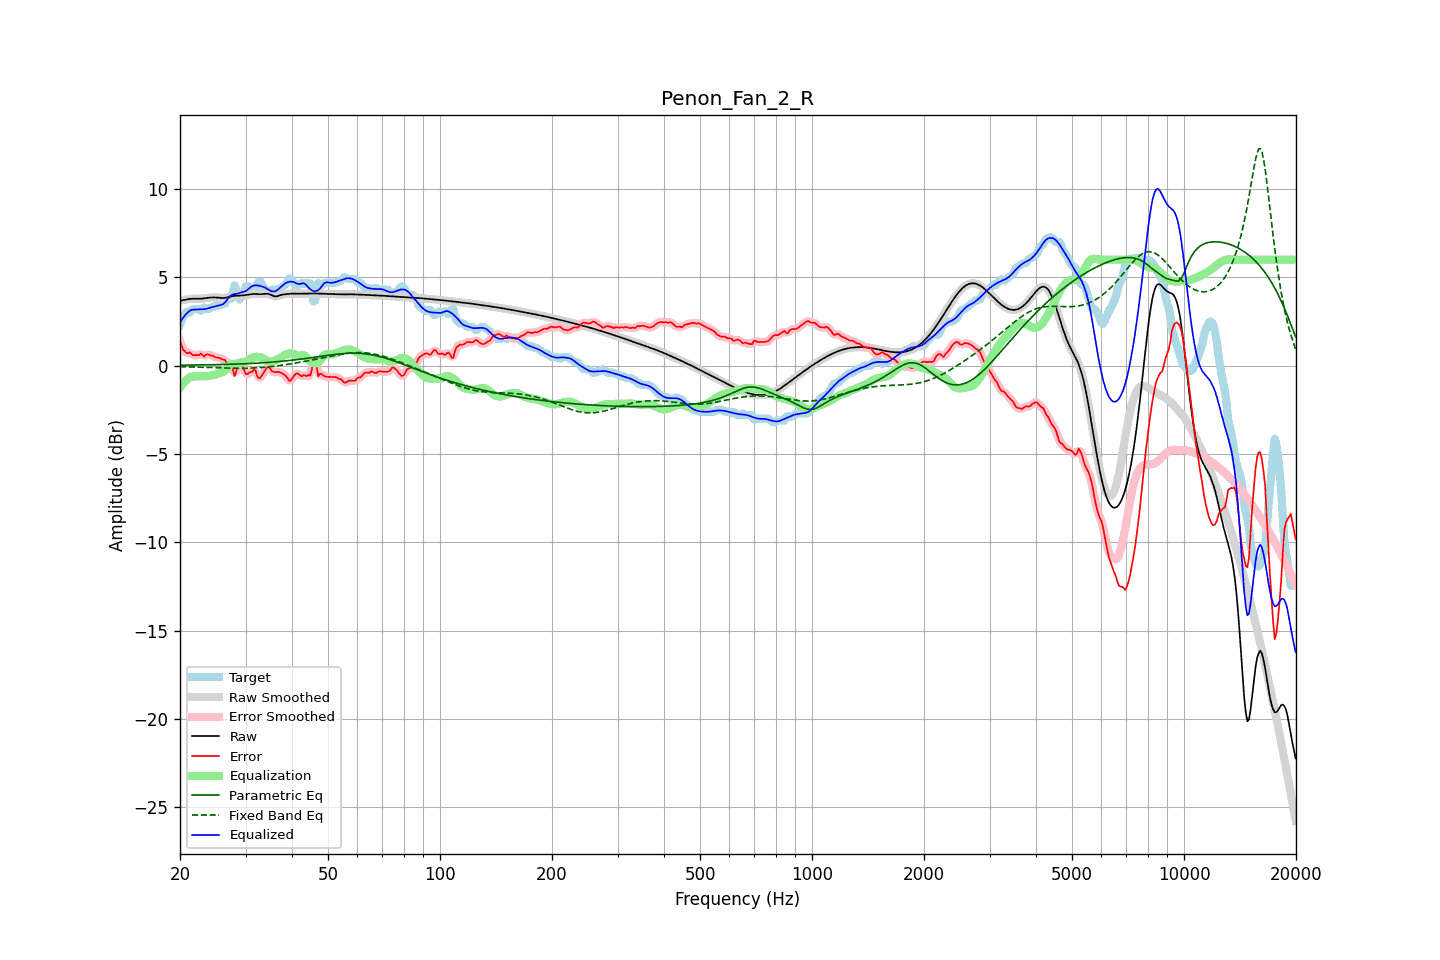 Penon_Fan_2_R
Amplitude (dBr)
10
5
0
−5
−10
−15
−20
−25
Target
Raw Smoothed
Error Smoothed
Raw
Error
Equalization
Parametric Eq
Fixed Band Eq
Equalized
20 50 100 200 500 1000 2000 5000 10000 20000
Frequency (Hz)